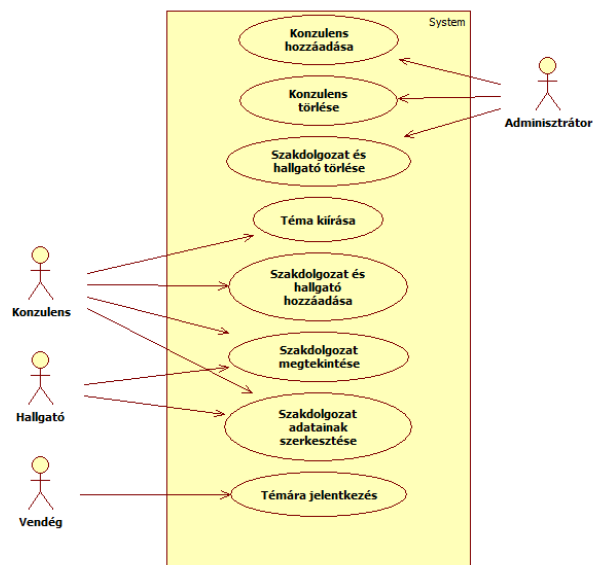 System
Konzulens
hozzáadása
Konzulens
törlése
Adminisztrátor
Szakdolgozat és
hallgató törlése
Téma kiírása
Szakdolgozat és
hallgató
hozzáadása
Konzulens
Szakdolgozat
megtekintése
Hallgató
Szakdolgozat
adatainak
szerkesztése
Témára jelentkezés
Vendég